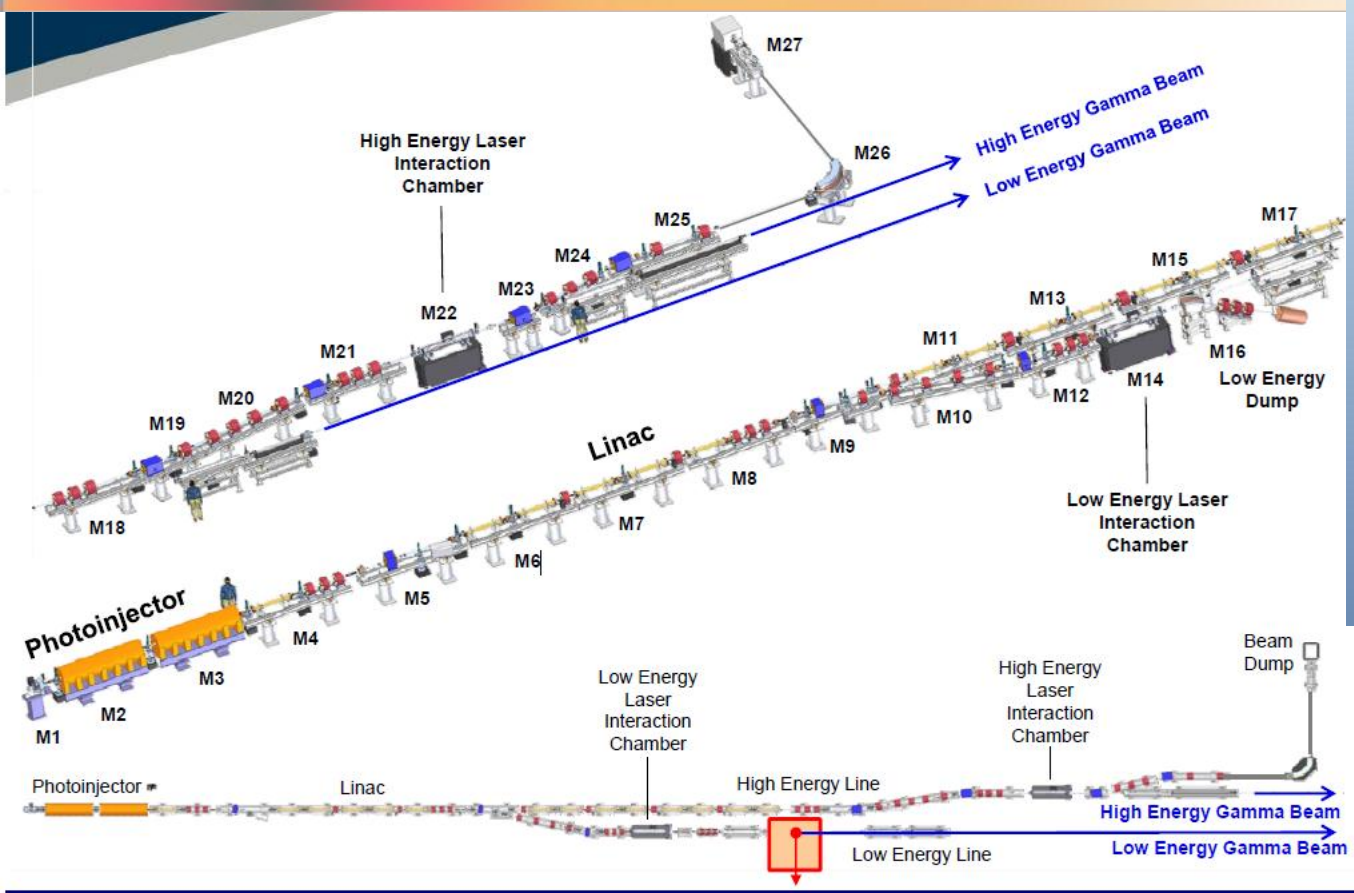 M27
High Energy Gamma Beam
Low Energy Gamma Beam
High Energy Laser
Interaction
Chamber
M26
M25
M24
M23
M22
M21
M20
M19
M18
M17
M15
M13
M11
M16
Low Energy
Dump
M14
M12
M10
M9
Linac
M8
M7
M6
M5
Low Energy Laser
Interaction
Chamber
Photoinjector
M4
M3
M2
M1
Beam
Dump
Low Energy
Laser
Interaction
Chamber
High Energy
Laser
Interaction
Chamber
Photoinjector
Linac
High Energy Line
High Energy Gamma Beam
Low Energy Line
Low Energy Gamma Beam